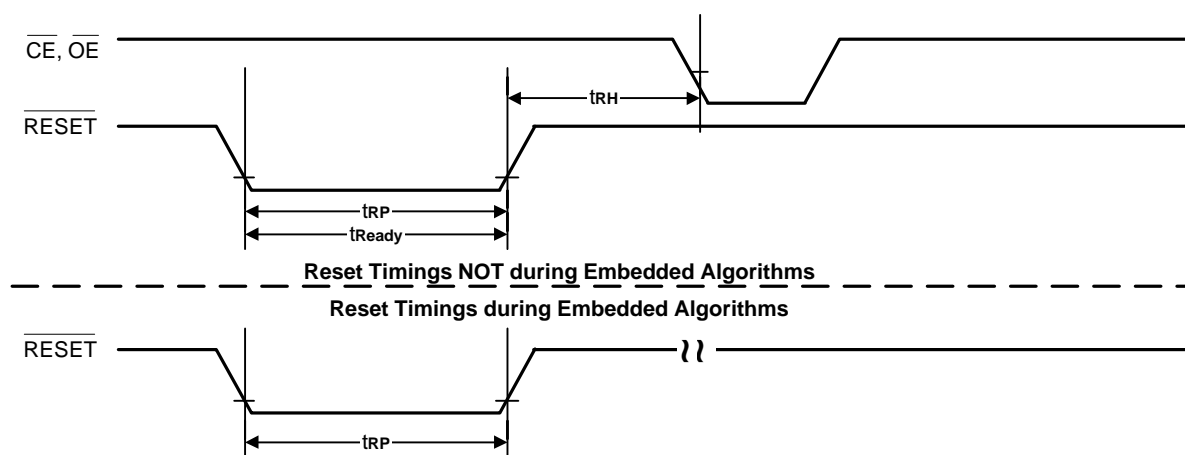 CE, OE
tRH
RESET
tRP
tReady
Reset Timings NOT during Embedded Algorithms
Reset Timings during Embedded Algorithms
RESET
tRP